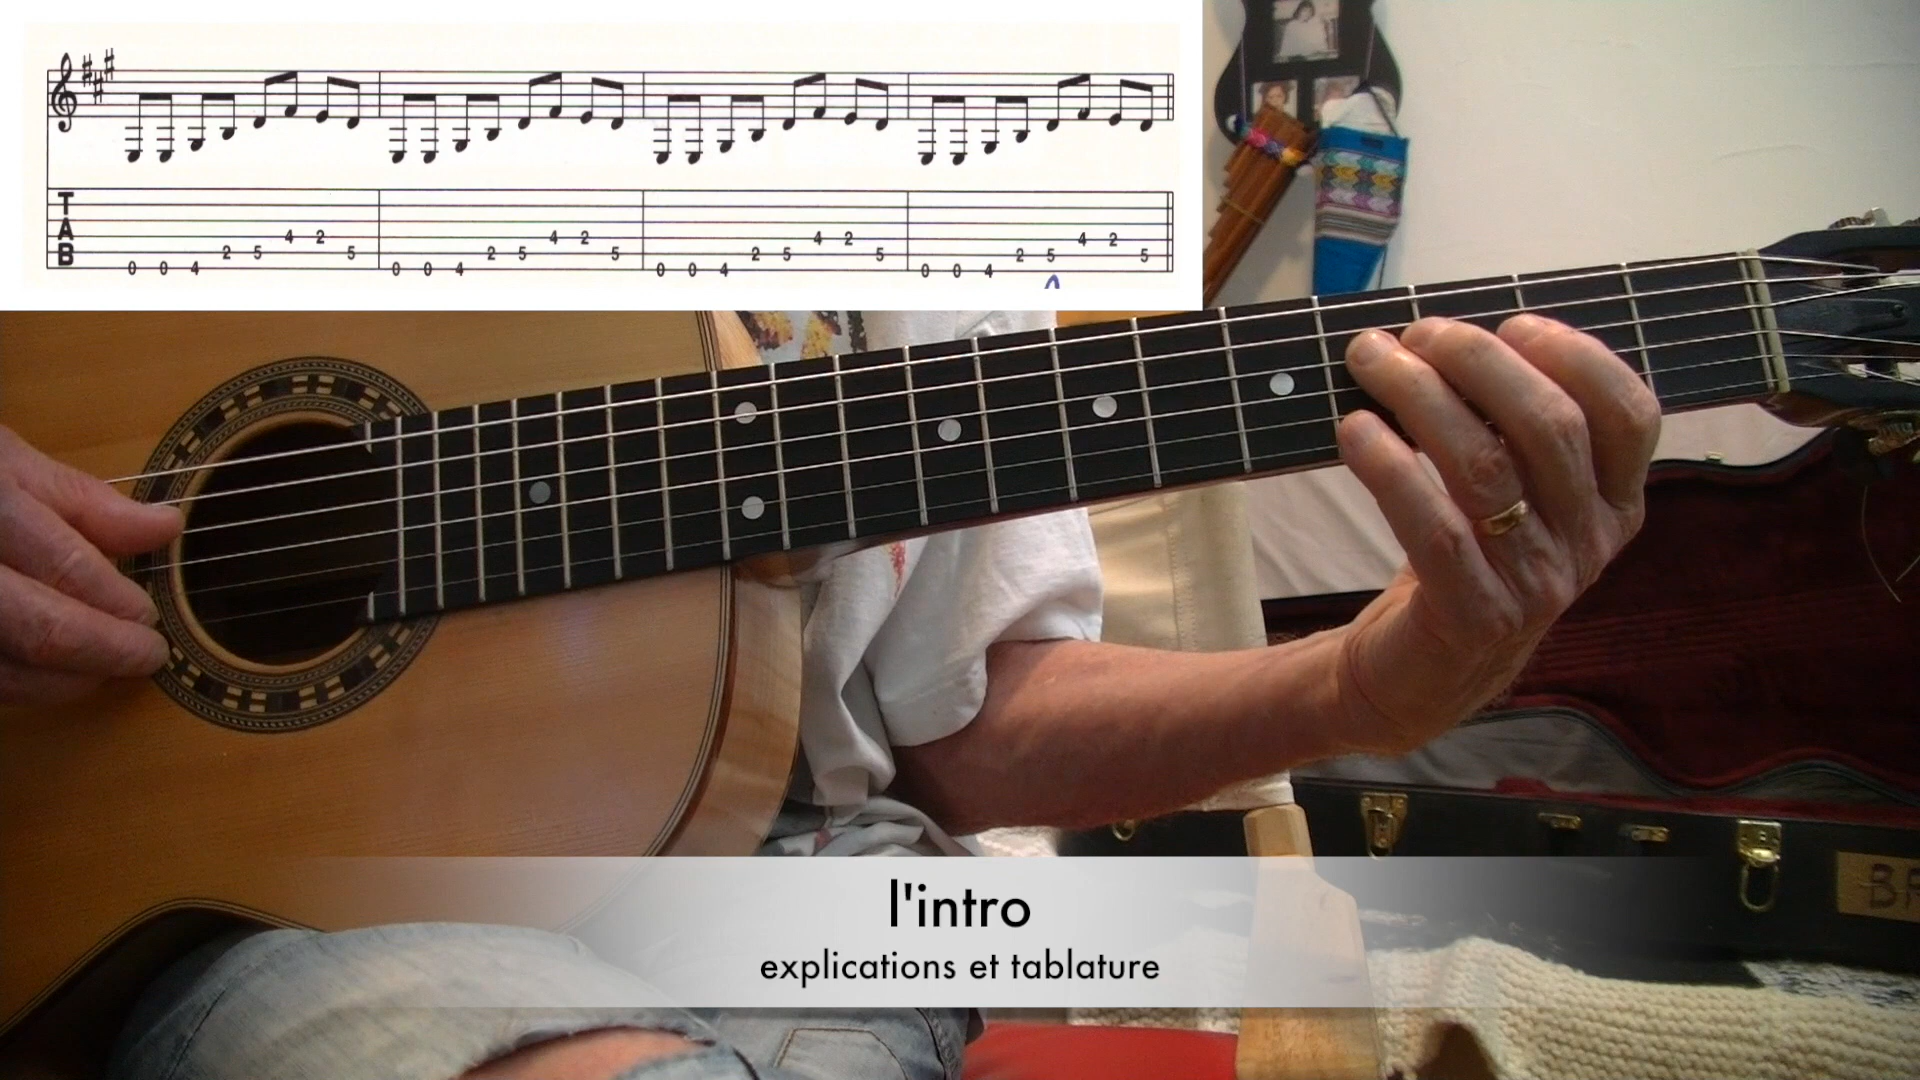 T
A
B
4 2 4 2 4 2 4 2
2 5 5 2 5 5 2 5 5 2 5 5
0 0 4 0 0 4 0 0 4 0 0 4
l'intro
explications et tablature